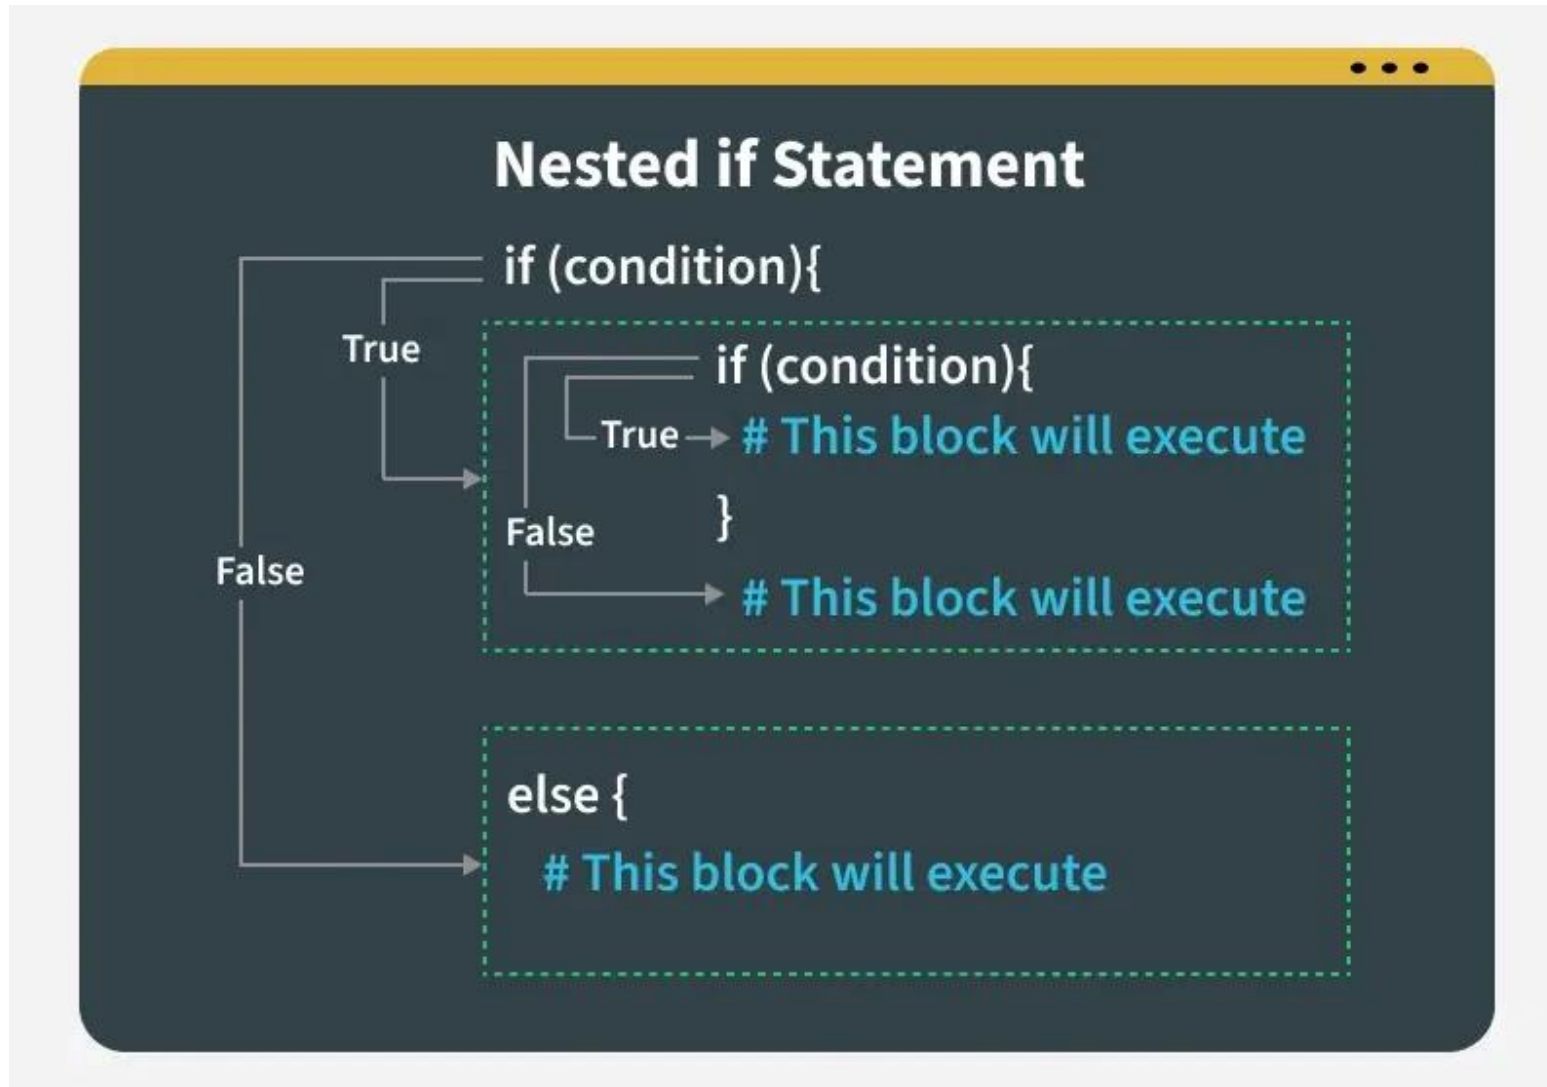 Nested if Statement
if (condition){
True
if (condition){
True
# This block will execute
}
False
# This block will execute
False
else {
# This block will execute